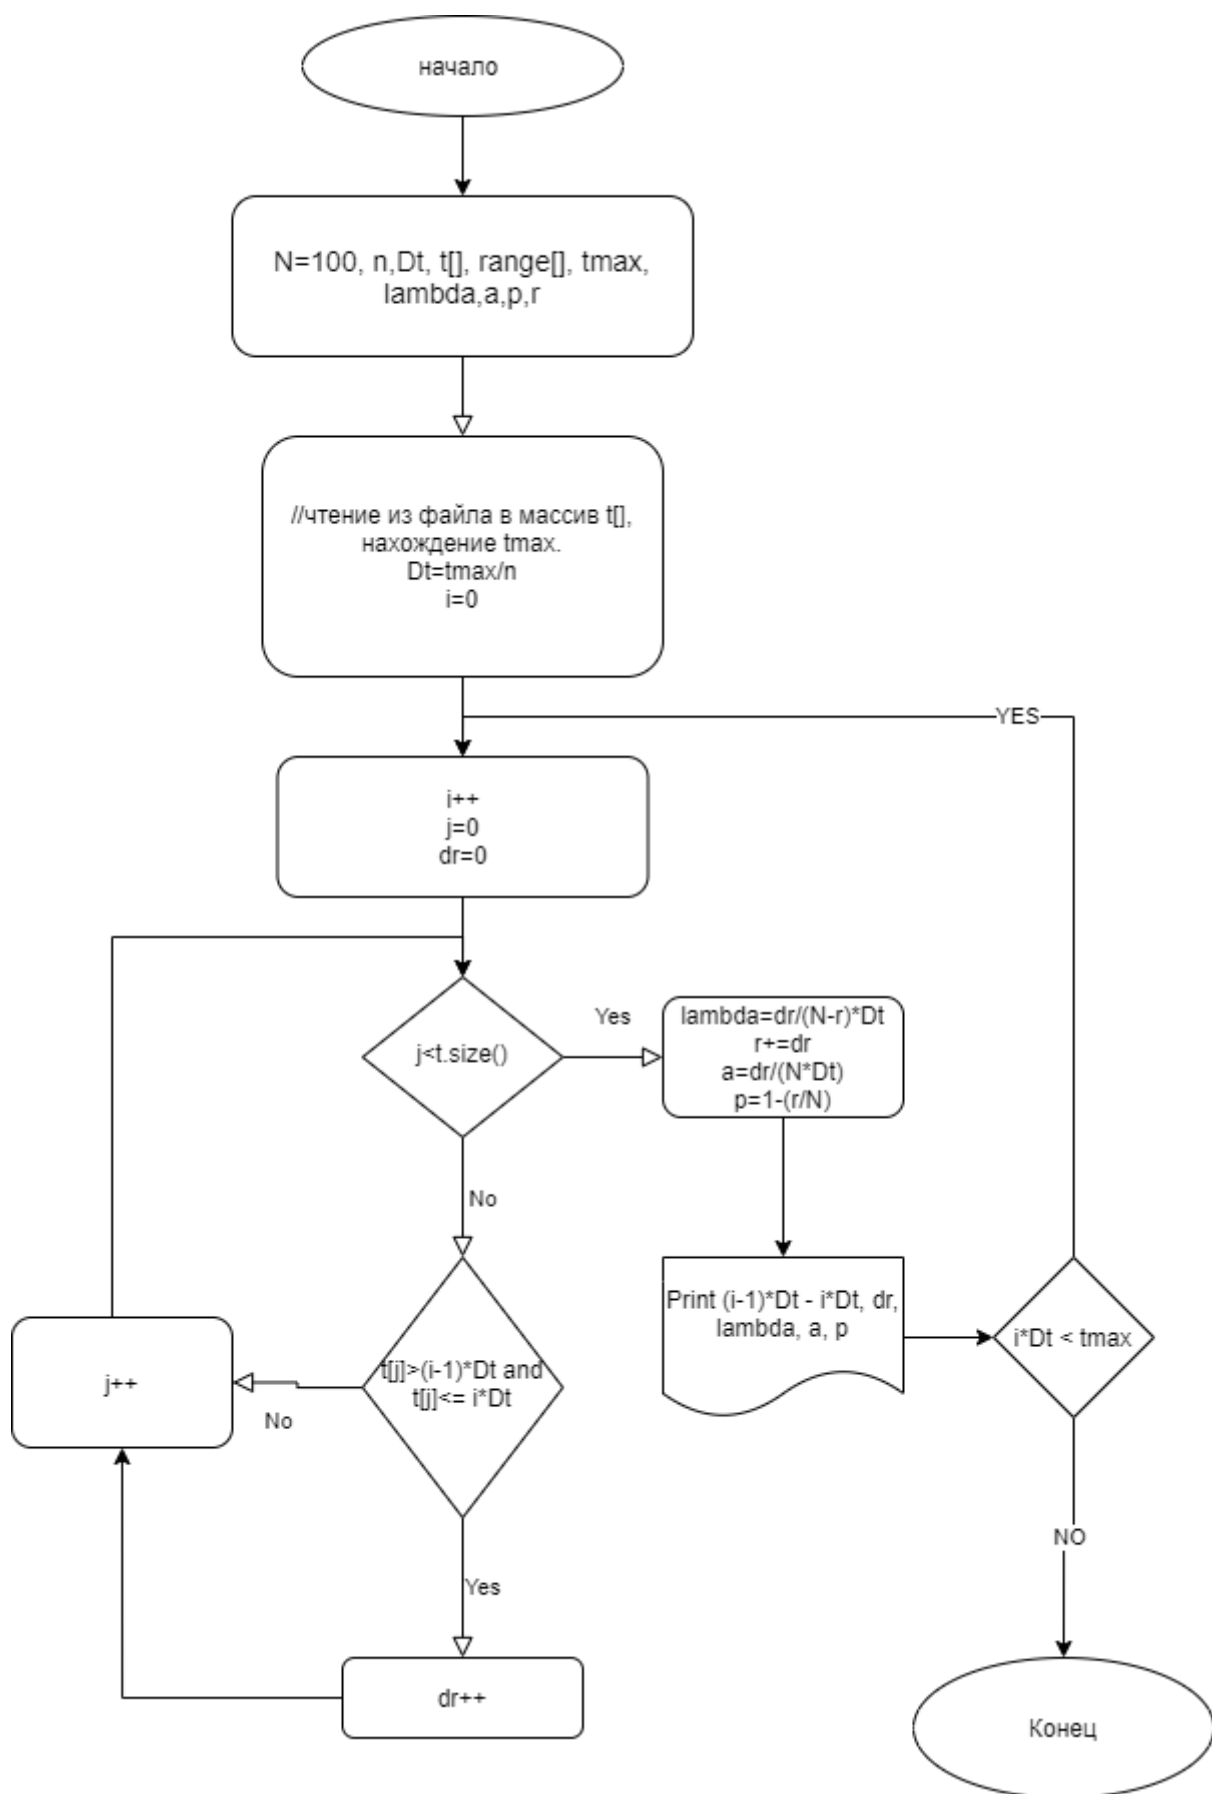 начало
N=100, n,Dt, t[], range[], tmax,
lambda,a,p,r
//чтение из файла в массив t[],
нахождение tmax.
Dt=tmax/n
i=0
YES
i++
j=0
dr=0
j<t.size()
Yes
lambda=dr/(N-r)*Dt
r+=dr
a=dr/(N*Dt)
p=1-(r/N)
No
Print (i-1)*Dt - i*Dt, dr,
lambda, a, p
i*Dt < tmax
t[j]>(i-1)*Dt and
t[j]<= i*Dt
j++
No
NO
Yes
dr++
Конец